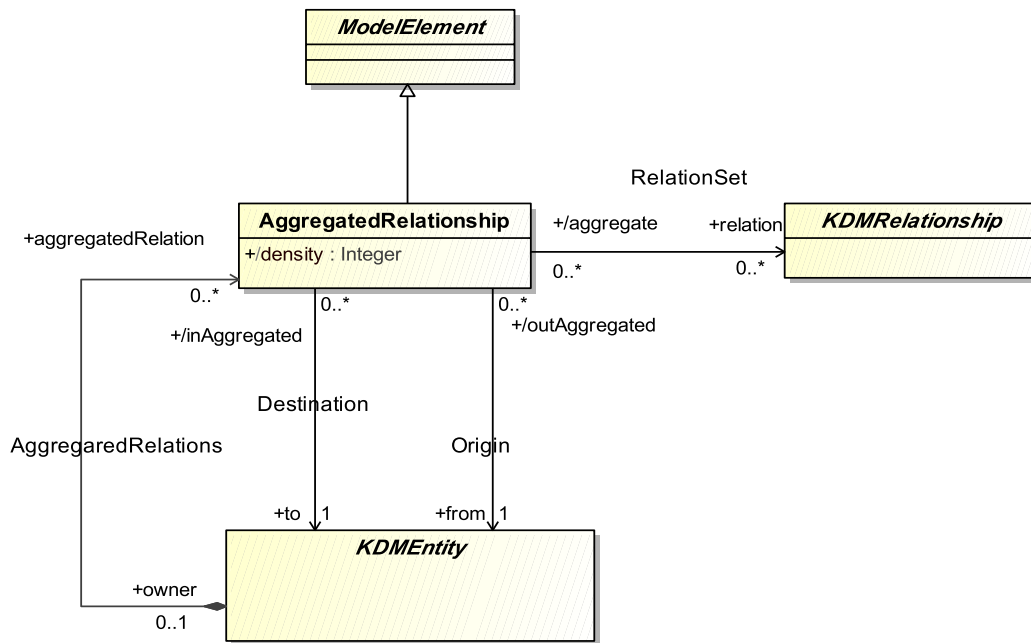 ModelElement
RelationSet
AggregatedRelationship
KDMRelationship
+aggregatedRelation
+/aggregate
+relation
+/density : Integer
0..*
0..*
0..*
0..*
0..*
+/inAggregated
+/outAggregated
Destination
AggregaredRelations
Origin
+to
1
+from
1
KDMEntity
+owner
0..1